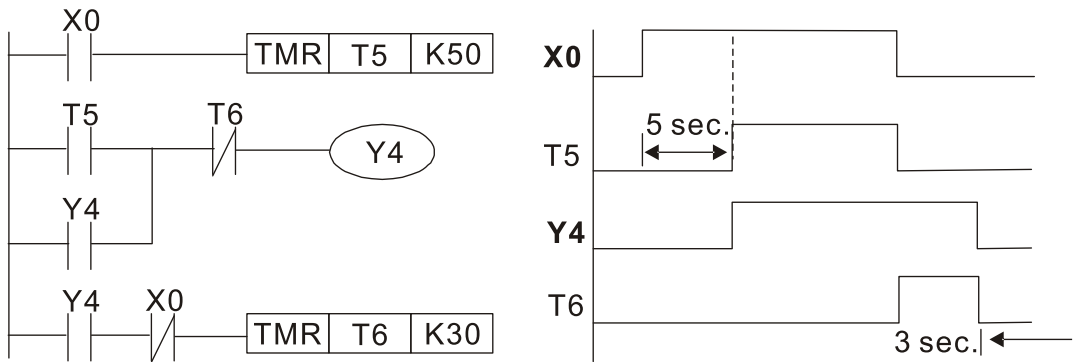 X0
TMR T5 K50
T5 T6
Y4
Y4
Y4 X0
TMR T6 K30
X0
5 sec.
T5
Y4
T6
3 sec.